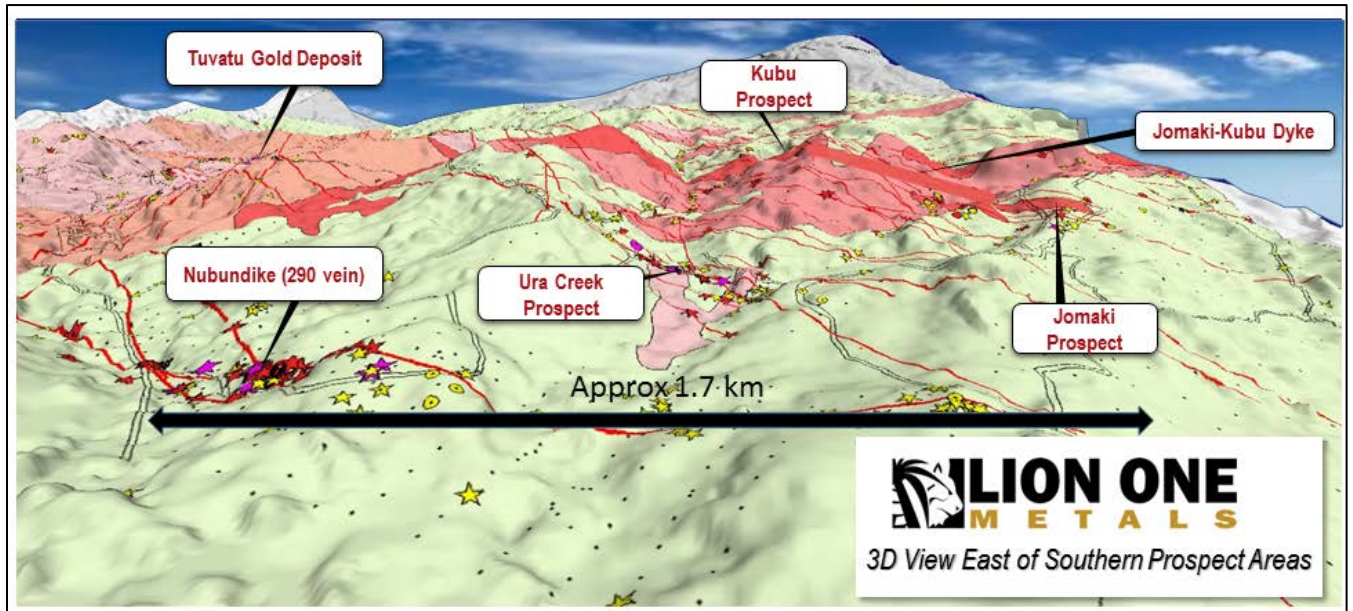 Tuvatu Gold Deposit
Kubu
Prospect
Jomaki-Kubu Dyke
Nubundike (290 vein)
Ura Creek
Prospect
Jomaki
Prospect
Approx 1.7 km
LION ONE
METALS
3D View East of Southern Prospect Areas